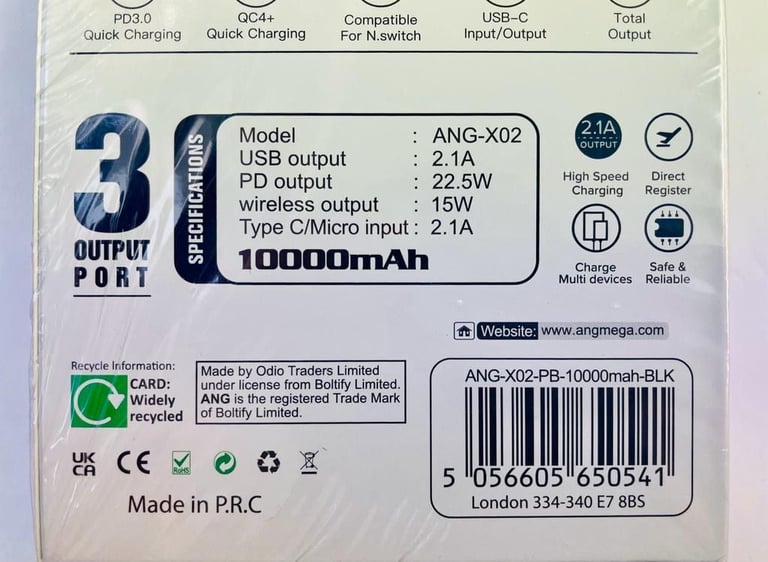 PD3.0
Quick Charging
QC4+
Quick Charging
Compatible
For N.switch
USB-C
Input/Output
Total
Output
3
OUTPUT
PORT
SPECIFICATIONS
Model : ANG-X02
USB output : 2.1A
PD output : 22.5W
wireless output : 15W
Type C/Micro input : 2.1A
10000mAh
2.1A
OUTPUT
High Speed
Charging
Direct
Register
Charge
Multi devices
Safe &
Reliable
Website: www.angmega.com
Recycle Information:
CARD:
Widely
recycled
Made by Odio Traders Limited
under license from Boltify Limited.
ANG is the registered Trade Mark
of Boltify Limited.
UK
CA
CE
RoHS
Made in P.R.C
ANG-X02-PB-10000mah-BLK
5 056605 650541
London 334-340 E7 8BS